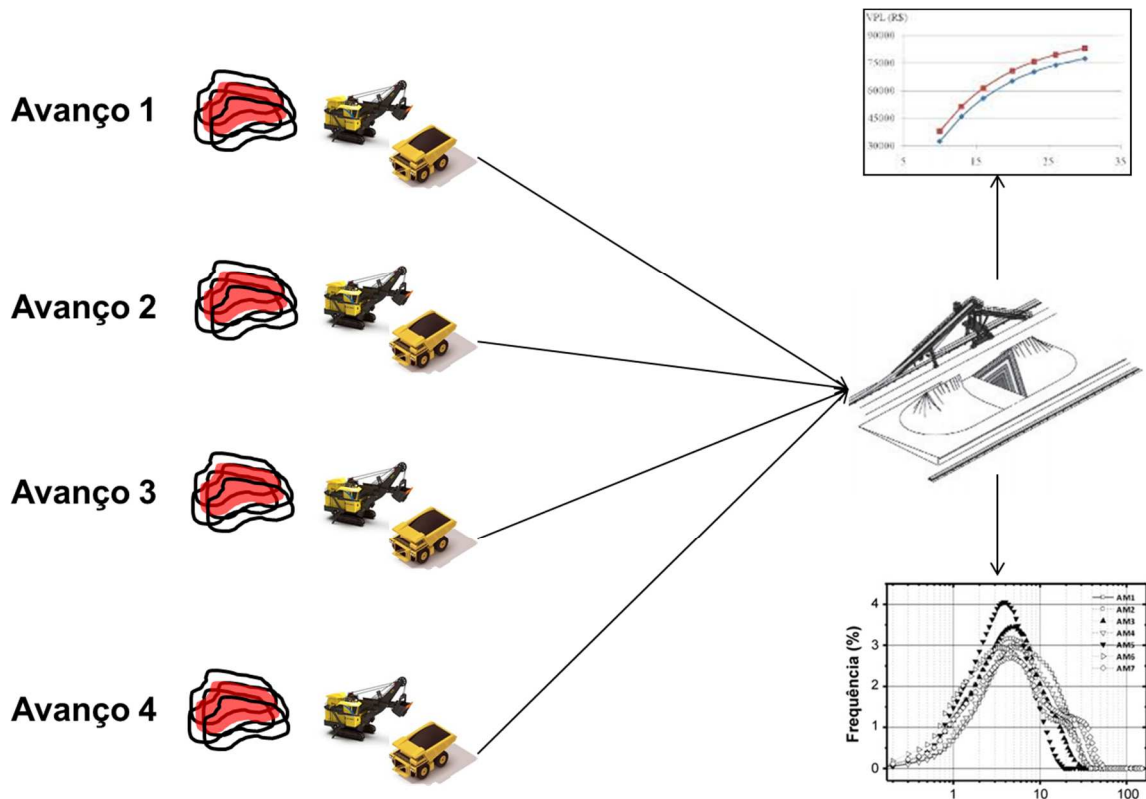 Avanço 1
Avanço 2
Avanço 3
Avanço 4
VPL (R$)
90000
75000
60000
45000
30000
5
15
25
35
4
3
2
1
0
Frequência (%)
AM1
AM2
AM3
AM4
AM5
AM6
AM7
1
10
100